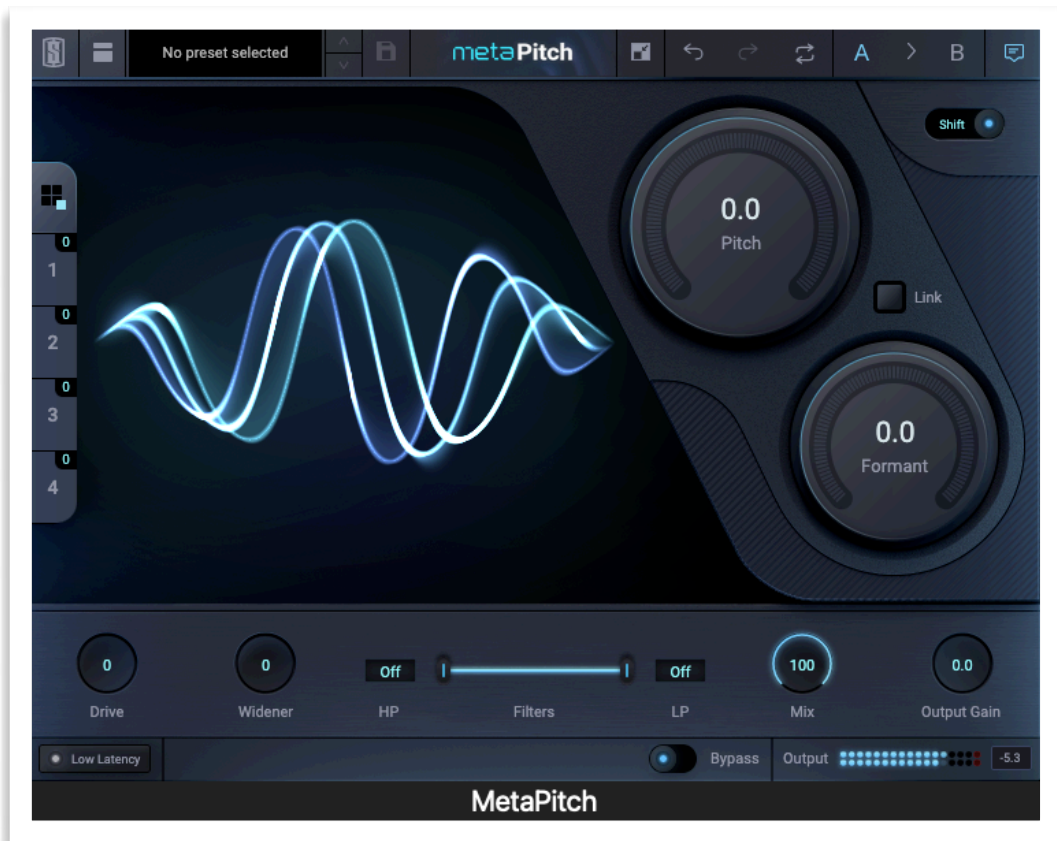 No preset selected
metaPitch
A
B
Shift
0.0
Pitch
Link
0
1
0
2
0
3
0
4
0.0
Formant
0
Drive
0
Widener
Off
HP
Filters
Off
LP
100
Mix
0.0
Output Gain
Low Latency
Bypass
Output
-5.3
MetaPitch